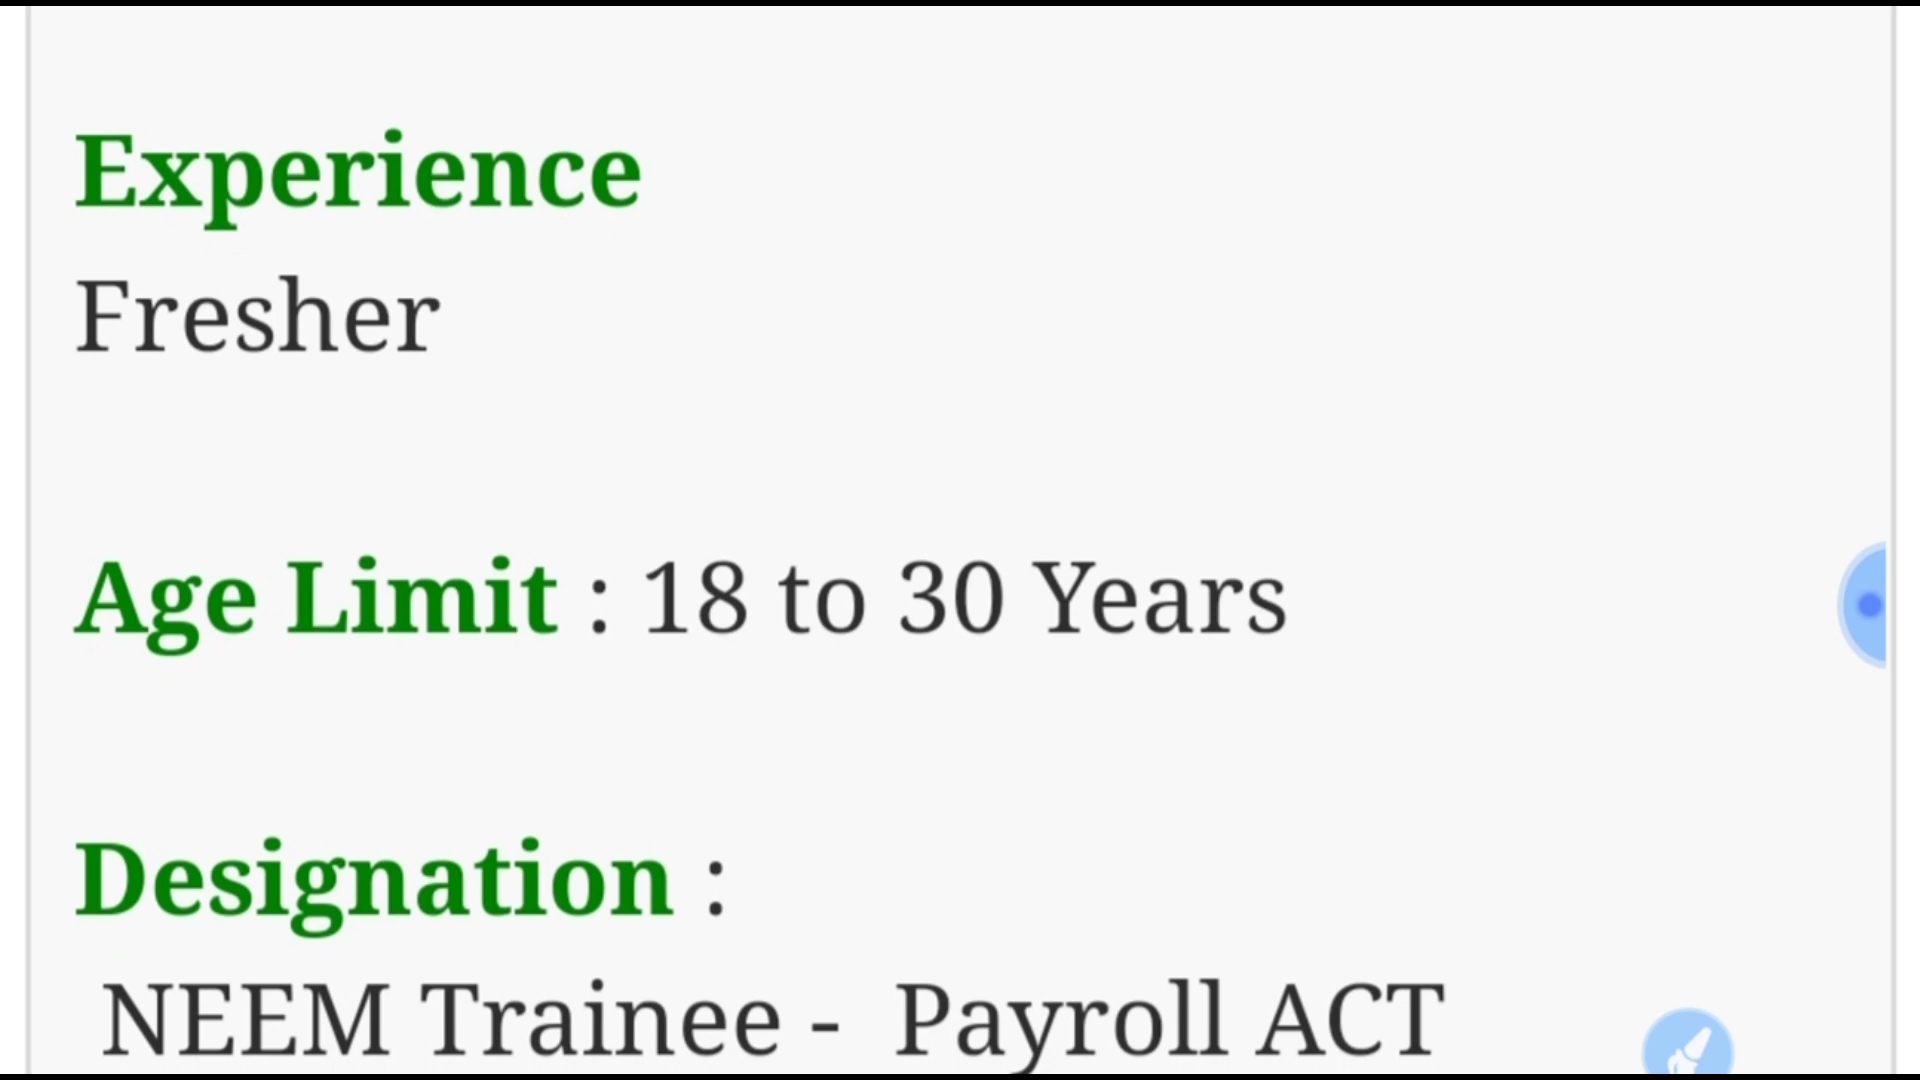 Experience
Fresher
Age Limit : 18 to 30 Years
Designation :
NEEM Trainee - Payroll ACT